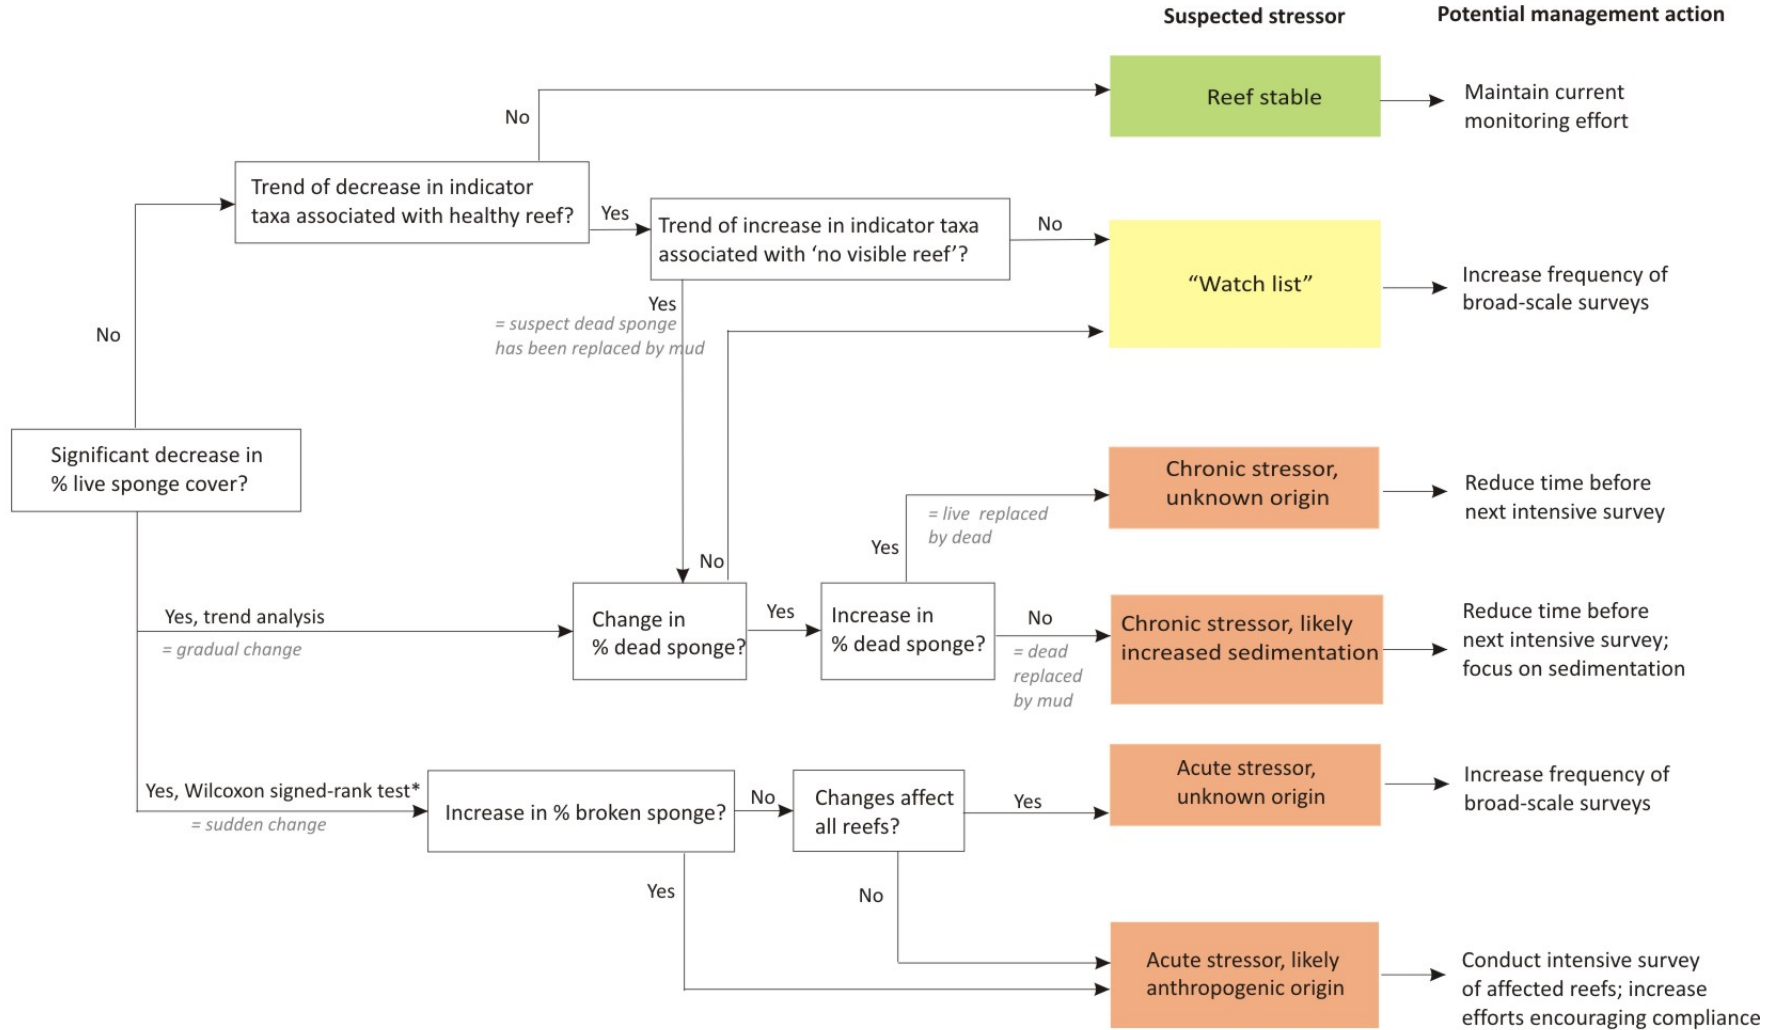 Suspected stressor
Potential management action
Reef stable
Maintain current
monitoring effort
No
Trend of decrease in indicator
taxa associated with healthy reef?
Yes
Trend of increase in indicator taxa
associated with ‘no visible reef’?
No
“Watch list”
Increase frequency of
broad-scale surveys
Yes
= suspect dead sponge
has been replaced by mud
No
Significant decrease in
% live sponge cover?
Chronic stressor,
unknown origin
Reduce time before
next intensive survey
= live replaced
by dead
Yes
No
Yes, trend analysis
= gradual change
Change in
% dead sponge?
Yes
Increase in
% dead sponge?
No
= dead
replaced
by mud
Chronic stressor, likely
increased sedimentation
Reduce time before
next intensive survey;
focus on sedimentation
Yes, Wilcoxon signed-rank test*
= sudden change
Increase in % broken sponge?
No
Changes affect
all reefs?
Yes
Acute stressor,
unknown origin
Increase frequency of
broad-scale surveys
Yes
No
Acute stressor, likely
anthropogenic origin
Conduct intensive survey
of affected reefs; increase
efforts encouraging compliance